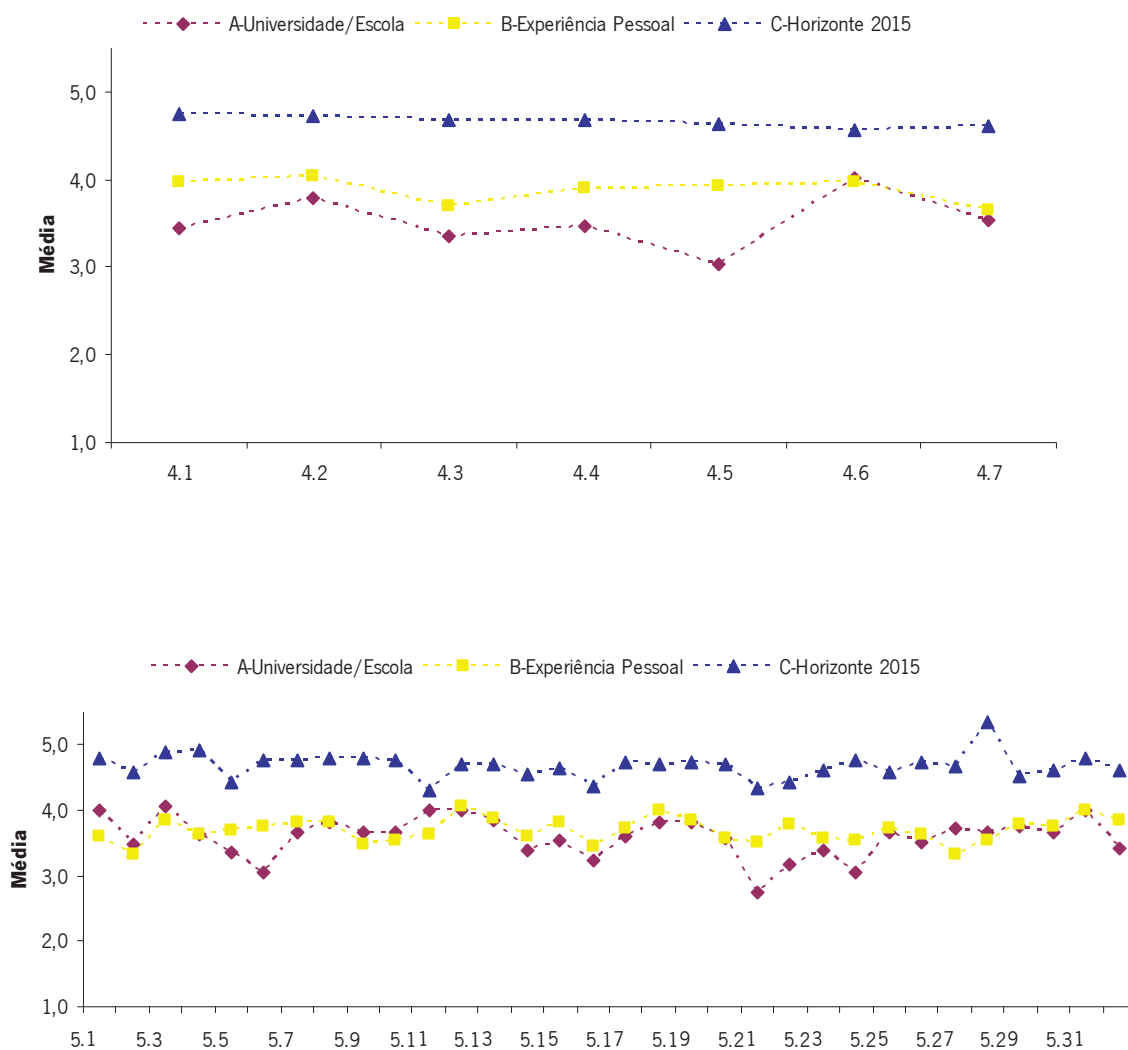 A-Universidade/Escola B-Experiência Pessoal C-Horizonte 2015
5,0
4,0
3,0
2,0
1,0
Média
4.1 4.2 4.3 4.4 4.5 4.6 4.7
A-Universidade/Escola B-Experiência Pessoal C-Horizonte 2015
5,0
4,0
3,0
2,0
1,0
Média
5.1 5.3 5.5 5.7 5.9 5.11 5.13 5.15 5.17 5.19 5.21 5.23 5.25 5.27 5.29 5.31